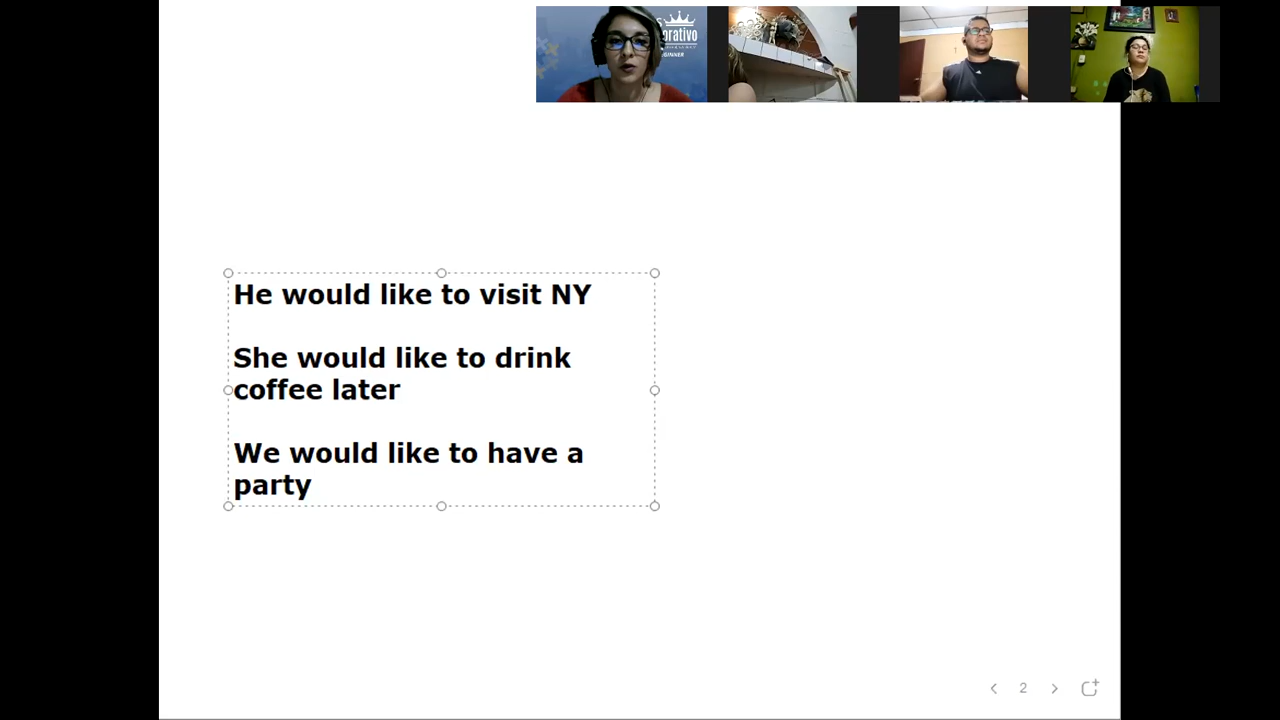 orativo
He would like to visit NY
She would like to drink
coffee later
We would like to have a
party
2